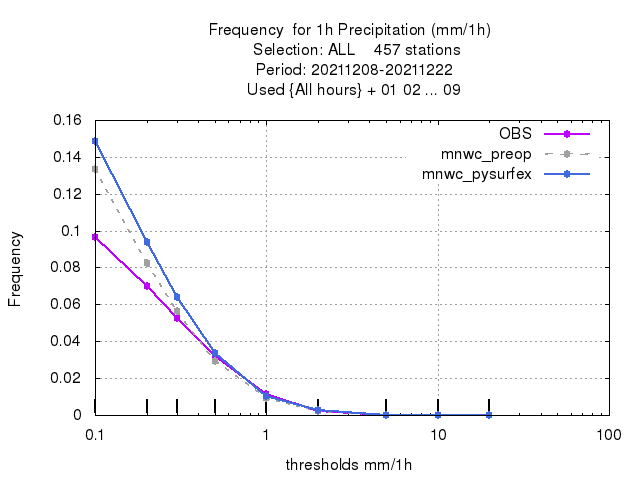 Frequency  for 1h Precipitation (mm/1h)
Selection: ALL    457 stations
Period: 20211208-20211222
Used {All hours} + 01 02 ... 09
0.16
0.14
0.12
0.1
0.08
0.06
0.04
0.02
0
Frequency
OBS
mnwc_preop
mnwc_pysurfex
0.1
1
10
100
thresholds mm/1h